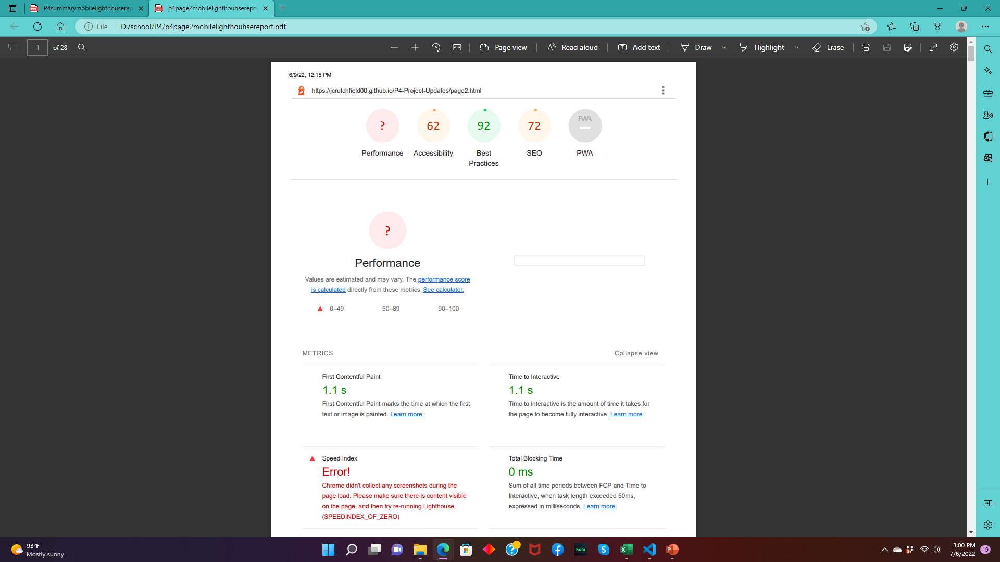 P4summarymobilelighthouserepo
p4page2mobilelighthouhserepor
File
D:/school/P4/p4page2mobilelighthouhsereport.pdf
1
of 28
Page view
Read aloud
Add text
Draw
Highlight
Erase
6/9/22, 12:15 PM
https://jcrutchfield00.github.io/P4-Project-Updates/page2.html
?
62
92
72
PWA
Performance
Accessibility
Best
Practices
SEO
PWA
?
Performance
Values are estimated and may vary. The performance score
is calculated directly from these metrics. See calculator.
0–49
50–89
90–100
METRICS
Collapse view
First Contentful Paint
1.1 s
First Contentful Paint marks the time at which the first
text or image is painted. Learn more.
Time to Interactive
1.1 s
Time to interactive is the amount of time it takes for
the page to become fully interactive. Learn more.
Speed Index
Error!
Chrome didn't collect any screenshots during the
page load. Please make sure there is content visible
on the page, and then try re-running Lighthouse.
(SPEEDINDEX_OF_ZERO)
Total Blocking Time
0 ms
Sum of all time periods between FCP and Time to
Interactive, when task length exceeded 50ms,
expressed in milliseconds. Learn more.
93°F
Mostly sunny
hulu
3:00 PM
7/6/2022
19